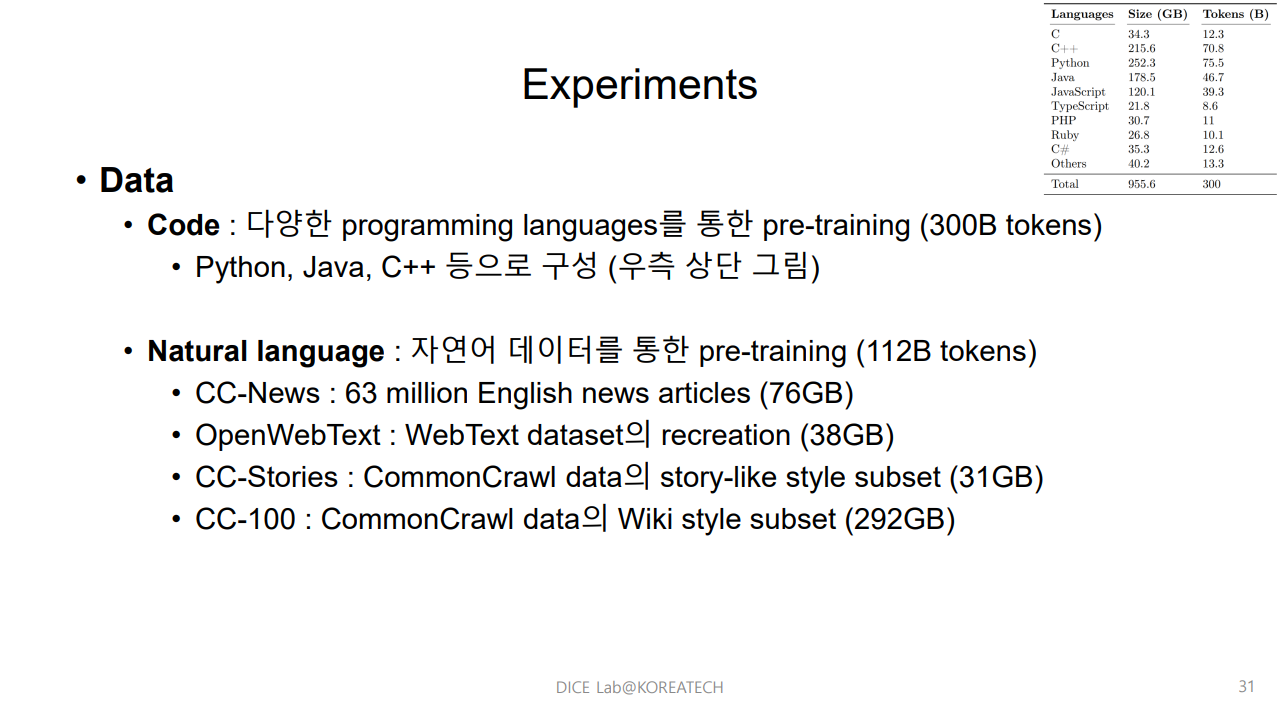 Languages Size (GB) Tokens (B)
C 34.3 12.3
C++ 215.6 70.8
Python 252.3 75.5
Java 178.5 46.7
JavaScript 120.1 39.3
TypeScript 21.8 8.6
PHP 30.7 11
Ruby 26.8 10.1
C# 35.3 12.6
Others 40.2 13.3
Total 955.6 300
Experiments
• Data
• Code : 다양한 programming languages를 통한 pre-training (300B tokens)
• Python, Java, C++ 등으로 구성 (우측 상단 그림)
• Natural language : 자연어 데이터를 통한 pre-training (112B tokens)
• CC-News : 63 million English news articles (76GB)
• OpenWebText : WebText dataset의 recreation (38GB)
• CC-Stories : CommonCrawl data의 story-like style subset (31GB)
• CC-100 : CommonCrawl data의 Wiki style subset (292GB)
DICE Lab@KOREATECH
31